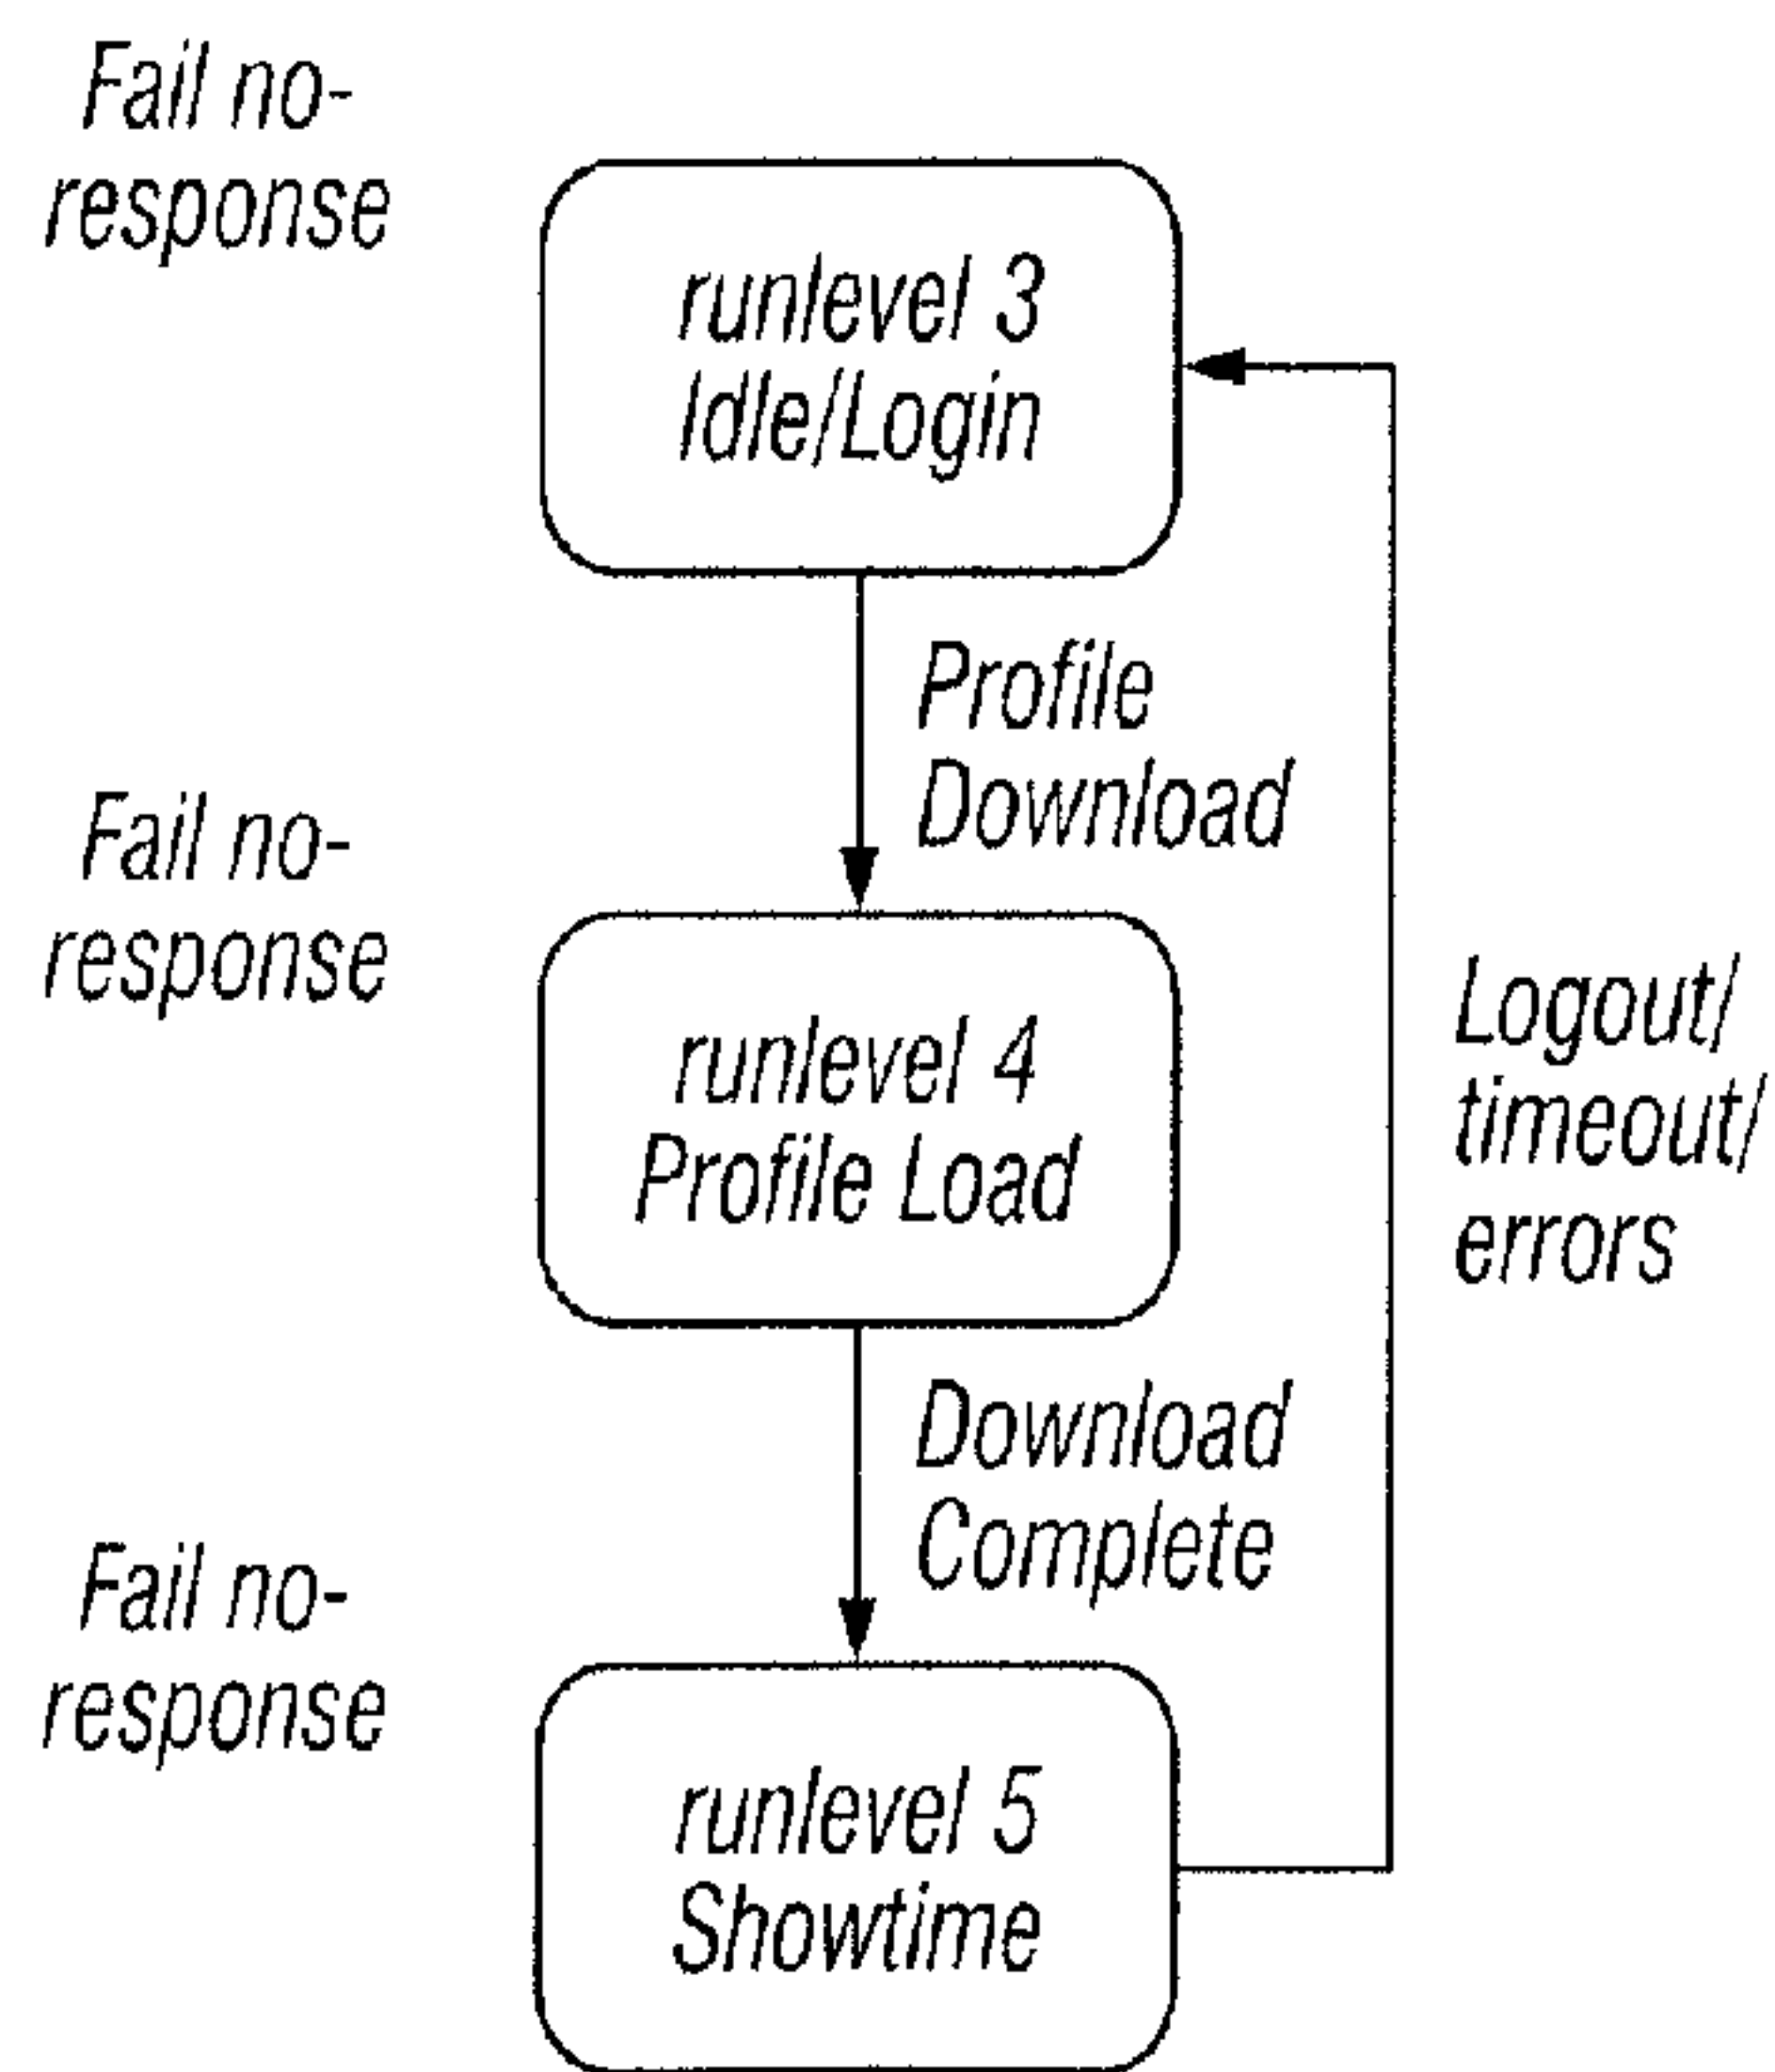 Fail no-
response
runlevel 3
Idle/Login
Profile
Download
Fail no-
response
runlevel 4
Profile Load
Logout/
timeout/
errors
Download
Complete
Fail no-
response
runlevel 5
Showtime